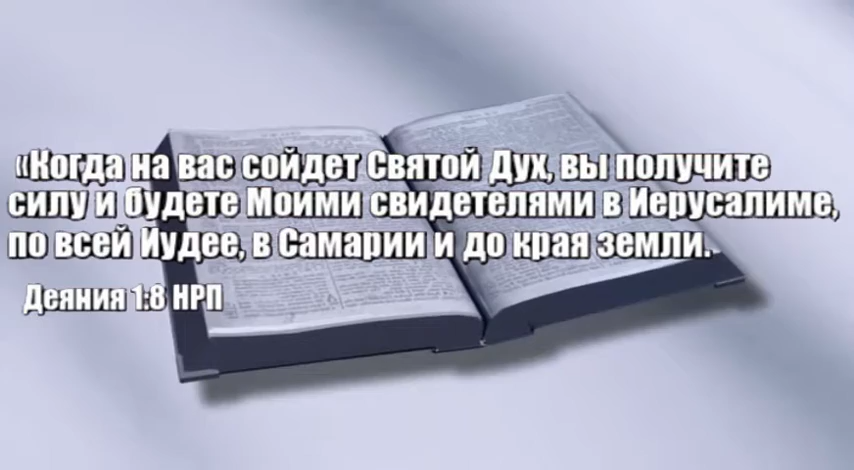 «Когда на вас сойдет Святой Дух, вы получите
силу и будете Моими свидетелями в Иерусалиме,
по всей Иудее, в Самарии и до края земли.
Деяния 1:8 НРП